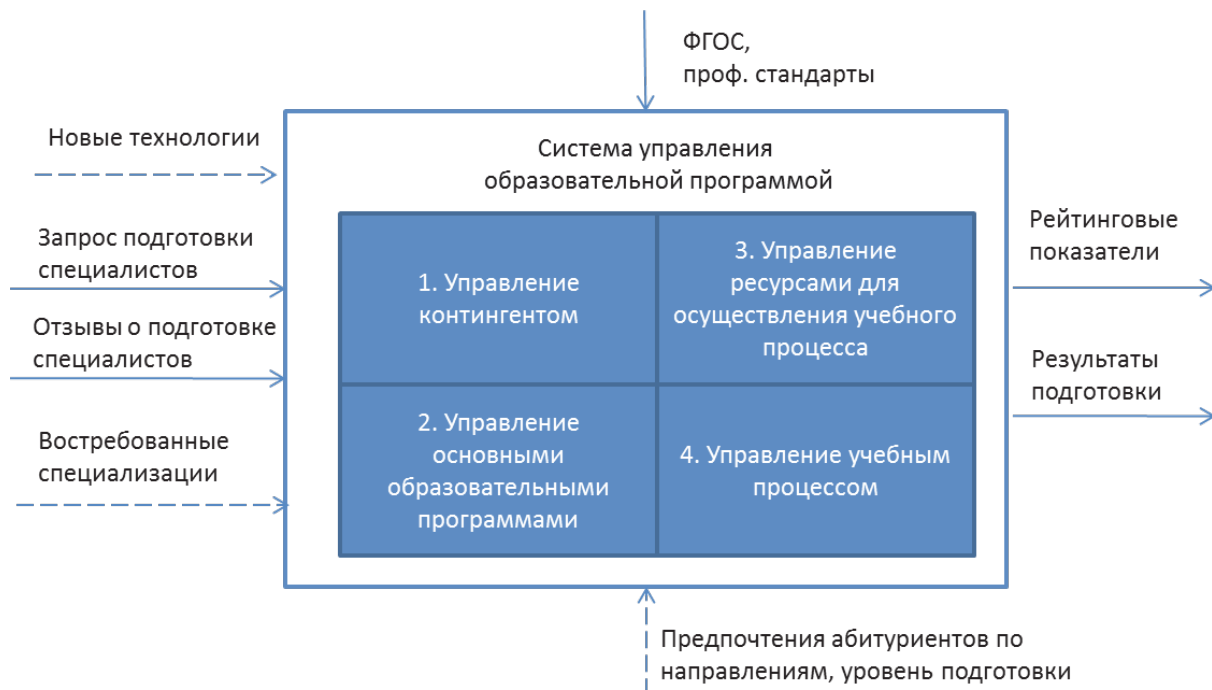 ФГОС,
проф. стандарты
Новые технологии
Запрос подготовки
специалистов
Отзывы о подготовке
специалистов
Востребованные
специализации
Система управления
образовательной программой
1. Управление
контингентом
3. Управление
ресурсами для
осуществления учебного
процесса
2. Управление
основными
образовательными
программами
4. Управление учебным
процессом
Рейтинговые
показатели
Результаты
подготовки
Предпочтения абитуриентов по
направлениям, уровень подготовки